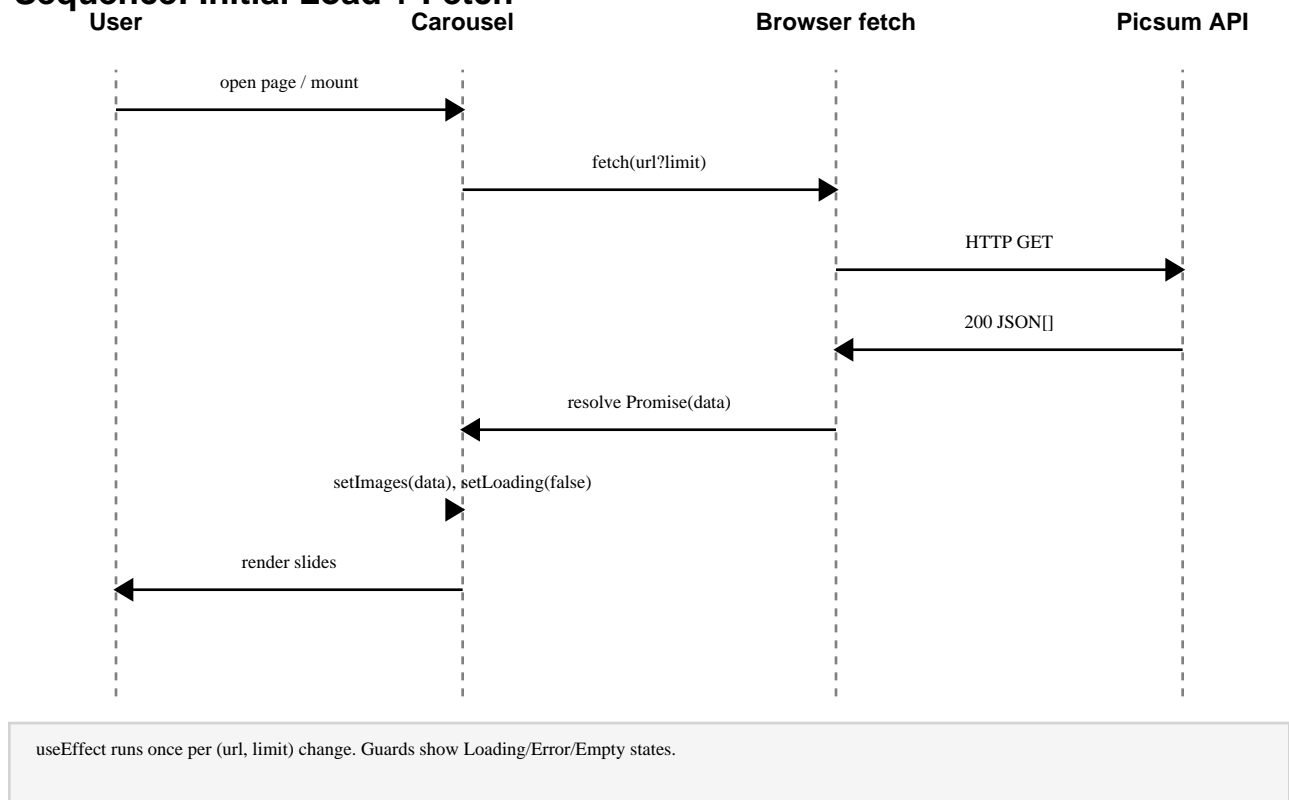 Sequence: Initial Load + Fetch
User Carousel Browser fetch Picsum API
open page / mount
fetch(url?limit)
HTTP GET
200 JSON[]
resolve Promise(data)
setImages(data), setLoading(false)
render slides
useEffect runs once per (url, limit) change. Guards show Loading/Error/Empty states.